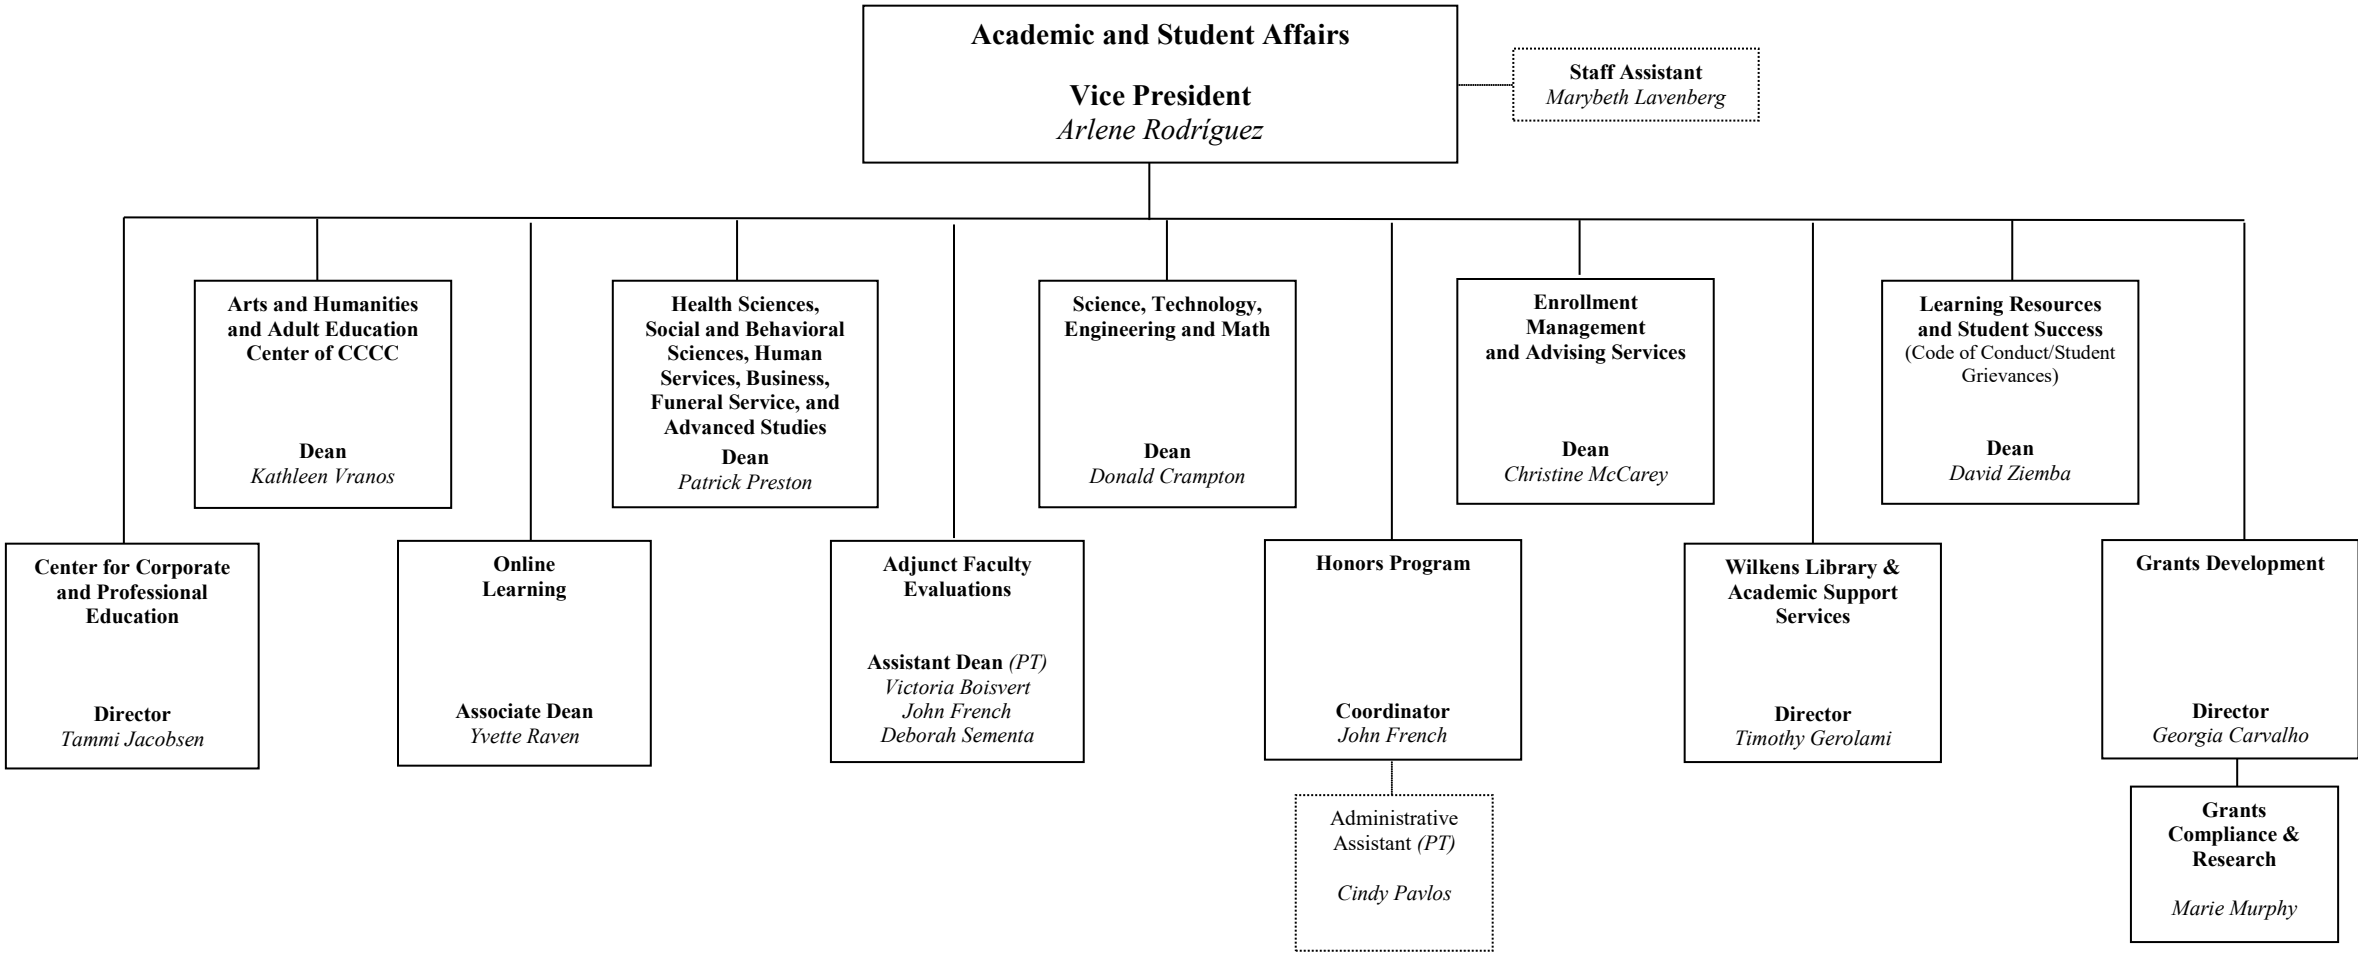 Academic and Student Affairs
Vice President
Arlene Rodríguez
Staff Assistant
Marybeth Lavenberg
Arts and Humanities
and Adult Education
Center of CCCC
Dean
Kathleen Vranos
Health Sciences,
Social and Behavioral
Sciences, Human
Services, Business,
Funeral Service, and
Advanced Studies
Dean
Patrick Preston
Science, Technology,
Engineering and Math
Dean
Donald Crampton
Enrollment
Management
and Advising Services
Dean
Christine McCarey
Learning Resources
and Student Success
(Code of Conduct/Student
Grievances)
Dean
David Ziemba
Center for Corporate
and Professional
Education
Director
Tammi Jacobsen
Online
Learning
Associate Dean
Yvette Raven
Adjunct Faculty
Evaluations
Assistant Dean (PT)
Victoria Boisvert
John French
Deborah Sementa
Honors Program
Coordinator
John French
Wilkens Library &
Academic Support
Services
Director
Timothy Gerolami
Grants Development
Director
Georgia Carvalho
Administrative
Assistant (PT)
Cindy Pavlos
Grants
Compliance &
Research
Marie Murphy